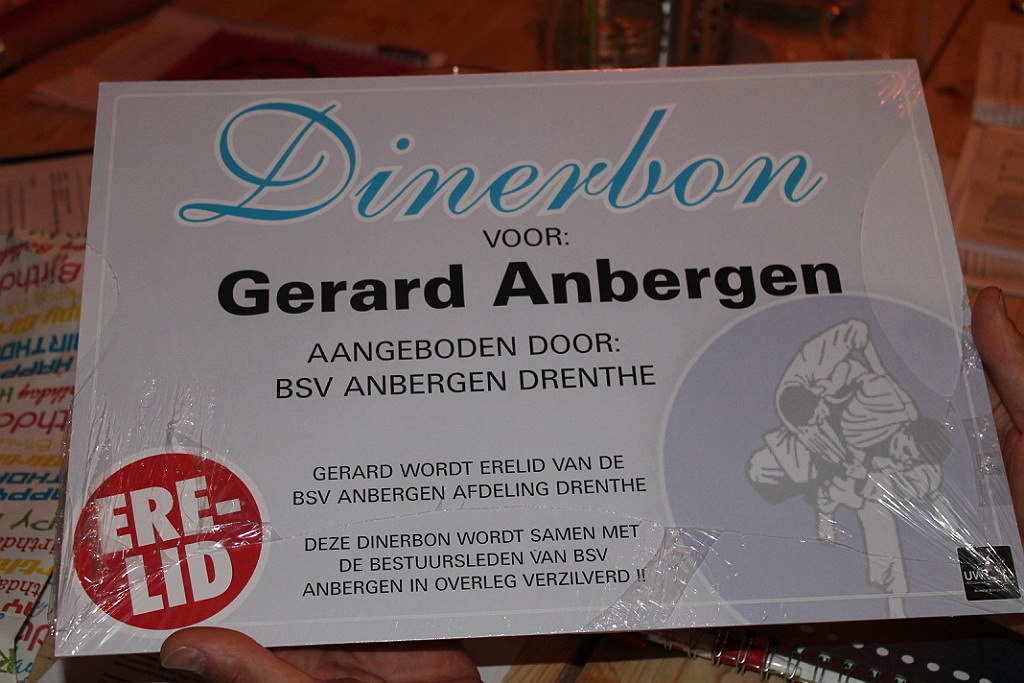 Dinerbon
VOOR:
Gerard Anbergen
AANGEBODEN DOOR:
BSV ANBERGEN DRENTHE
GERARD WORDT ERELID VAN DE
BSV ANBERGEN AFDELING DRENTHE
ERE-
LID
DEZE DINERBON WORDT SAMEN MET
DE BESTUURSLEDEN VAN BSV
ANBERGEN IN OVERLEG VERZILVERD !!